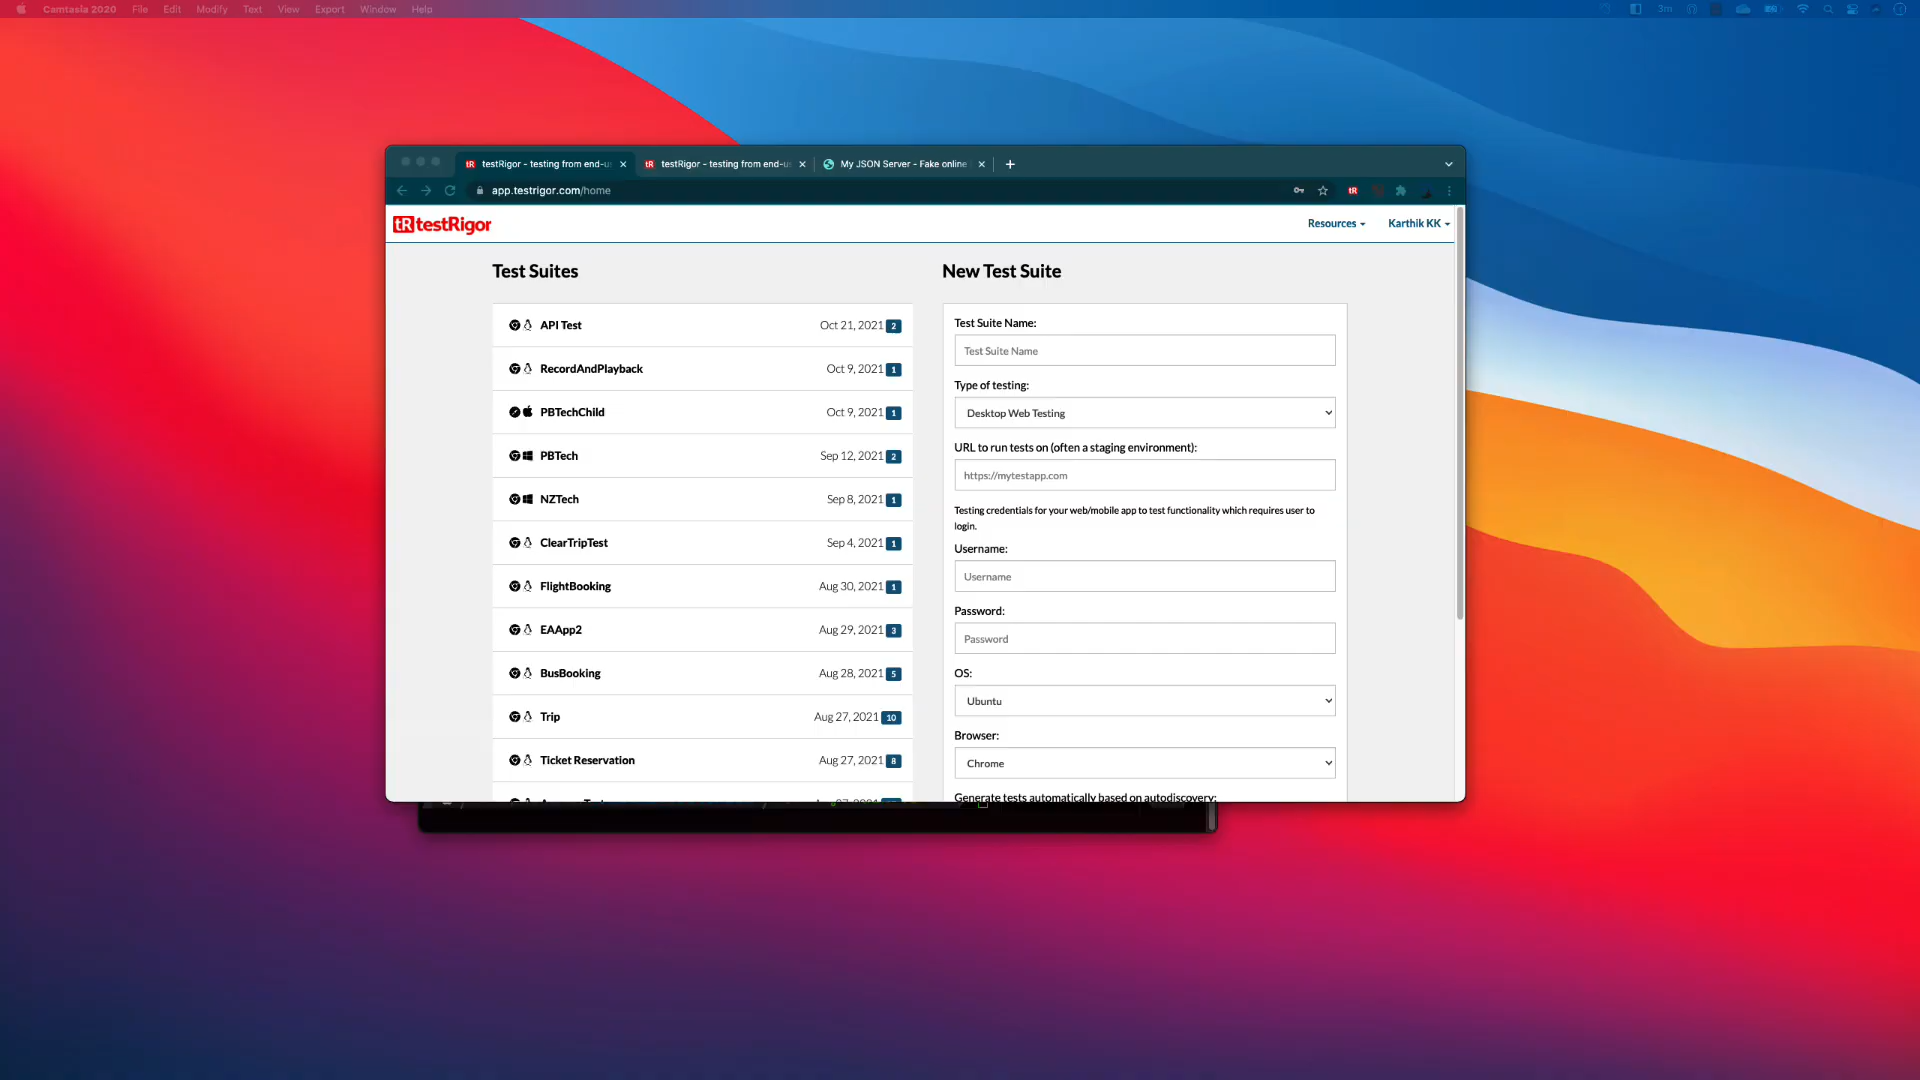 Camtasia 2020 File Edit Modify Text View Export Window Help 3m
testRigor - testing from end-us testRigor - testing from end-us My JSON Server - Fake online
app.testrigor.com/home tR
tR testRigor Resources Karthik KK
Test Suites
API Test Oct 21, 2021 2
RecordAndPlayback Oct 9, 2021 1
PBTechChild Oct 9, 2021 1
PBTech Sep 12, 2021 2
NZTech Sep 8, 2021 1
ClearTripTest Sep 4, 2021 1
FlightBooking Aug 30, 2021 1
EAApp2 Aug 29, 2021 3
BusBooking Aug 28, 2021 5
Trip Aug 27, 2021 10
Ticket Reservation Aug 27, 2021 8
New Test Suite
Test Suite Name:
Test Suite Name
Type of testing:
Desktop Web Testing
URL to run tests on (often a staging environment):
https://mytestapp.com
Testing credentials for your web/mobile app to test functionality which requires user to
login.
Username:
Username
Password:
Password
OS:
Ubuntu
Browser:
Chrome
Generate tests automatically based on autodiscovery: